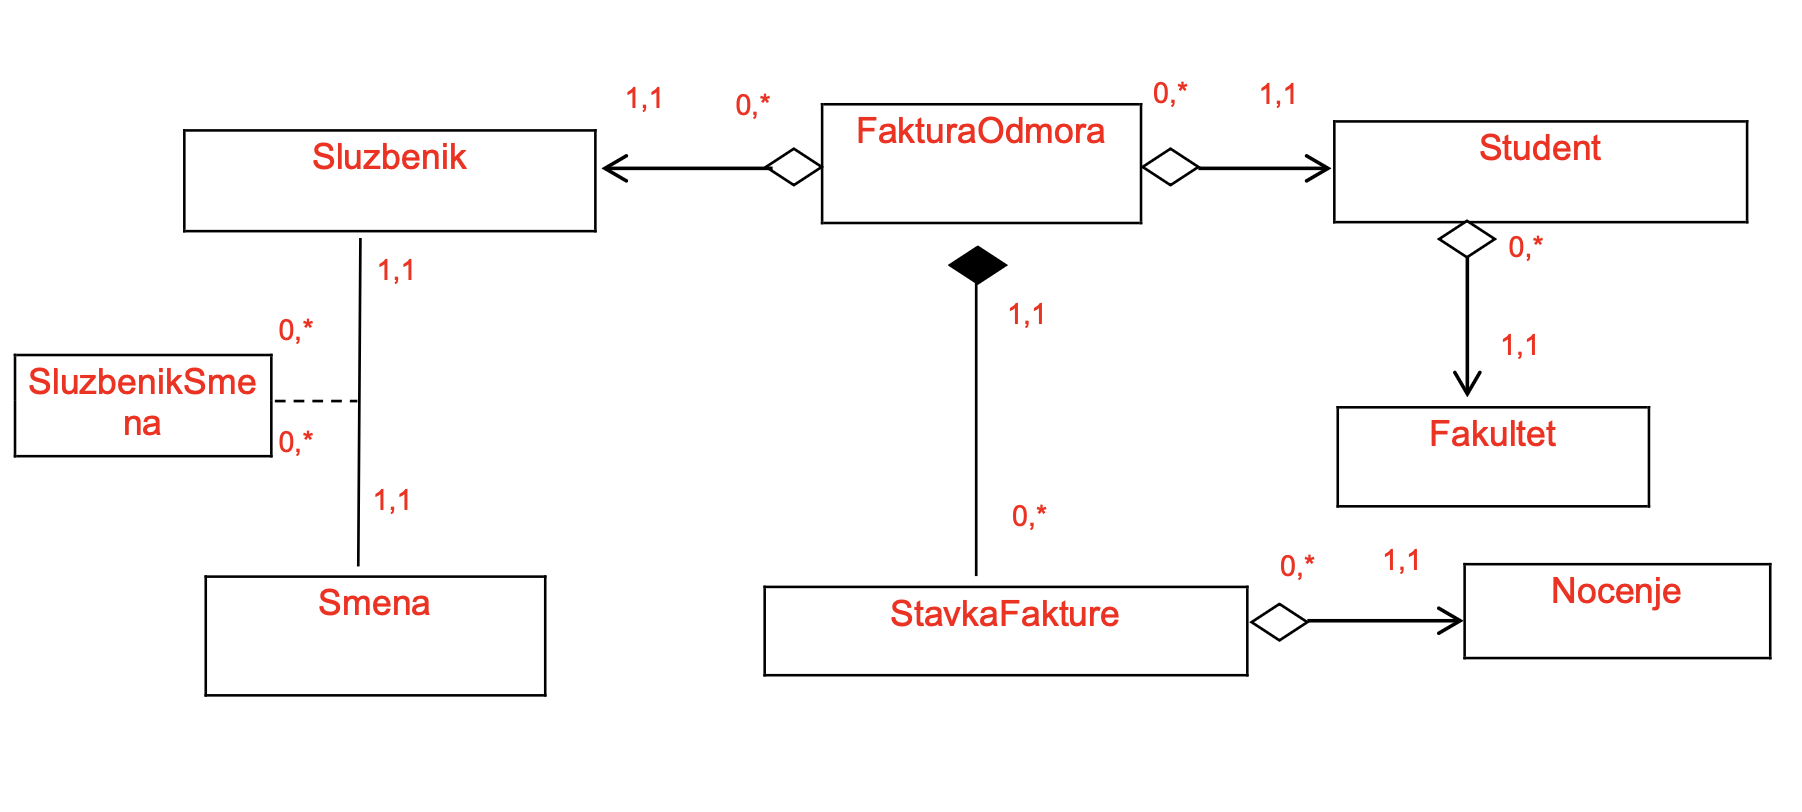 1,1
0,*
FakturaOdmora
0,*
1,1
Sluzbenik
Student
1,1
0,*
0,*
1,1
1,1
SluzbenikSme
na
0,*
Fakultet
1,1
0,*
0,*
1,1
Smena
StavkaFakture
Nocenje